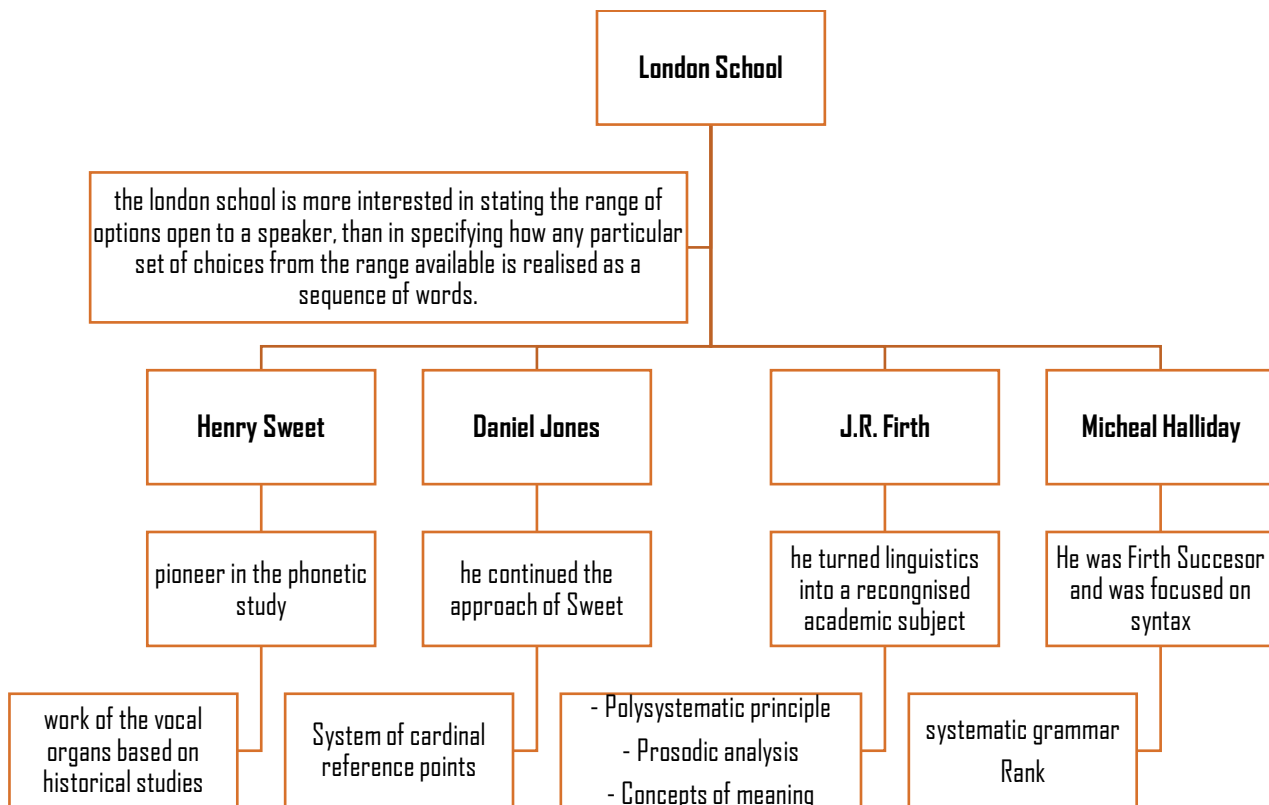 London School
the london school is more interested in stating the range of
options open to a speaker, than in specifying how any particular
set of choices from the range available is realised as a
sequence of words.
Henry Sweet
Daniel Jones
J.R. Firth
Micheal Halliday
pioneer in the phonetic
study
he continued the
approach of Sweet
he turned linguistics
into a recongnised
academic subject
He was Firth Succesor
and was focused on
syntax
work of the vocal
organs based on
historical studies
System of cardinal
reference points
- Polysystematic principle
- Prosodic analysis
- Concepts of meaning
systematic grammar
Rank